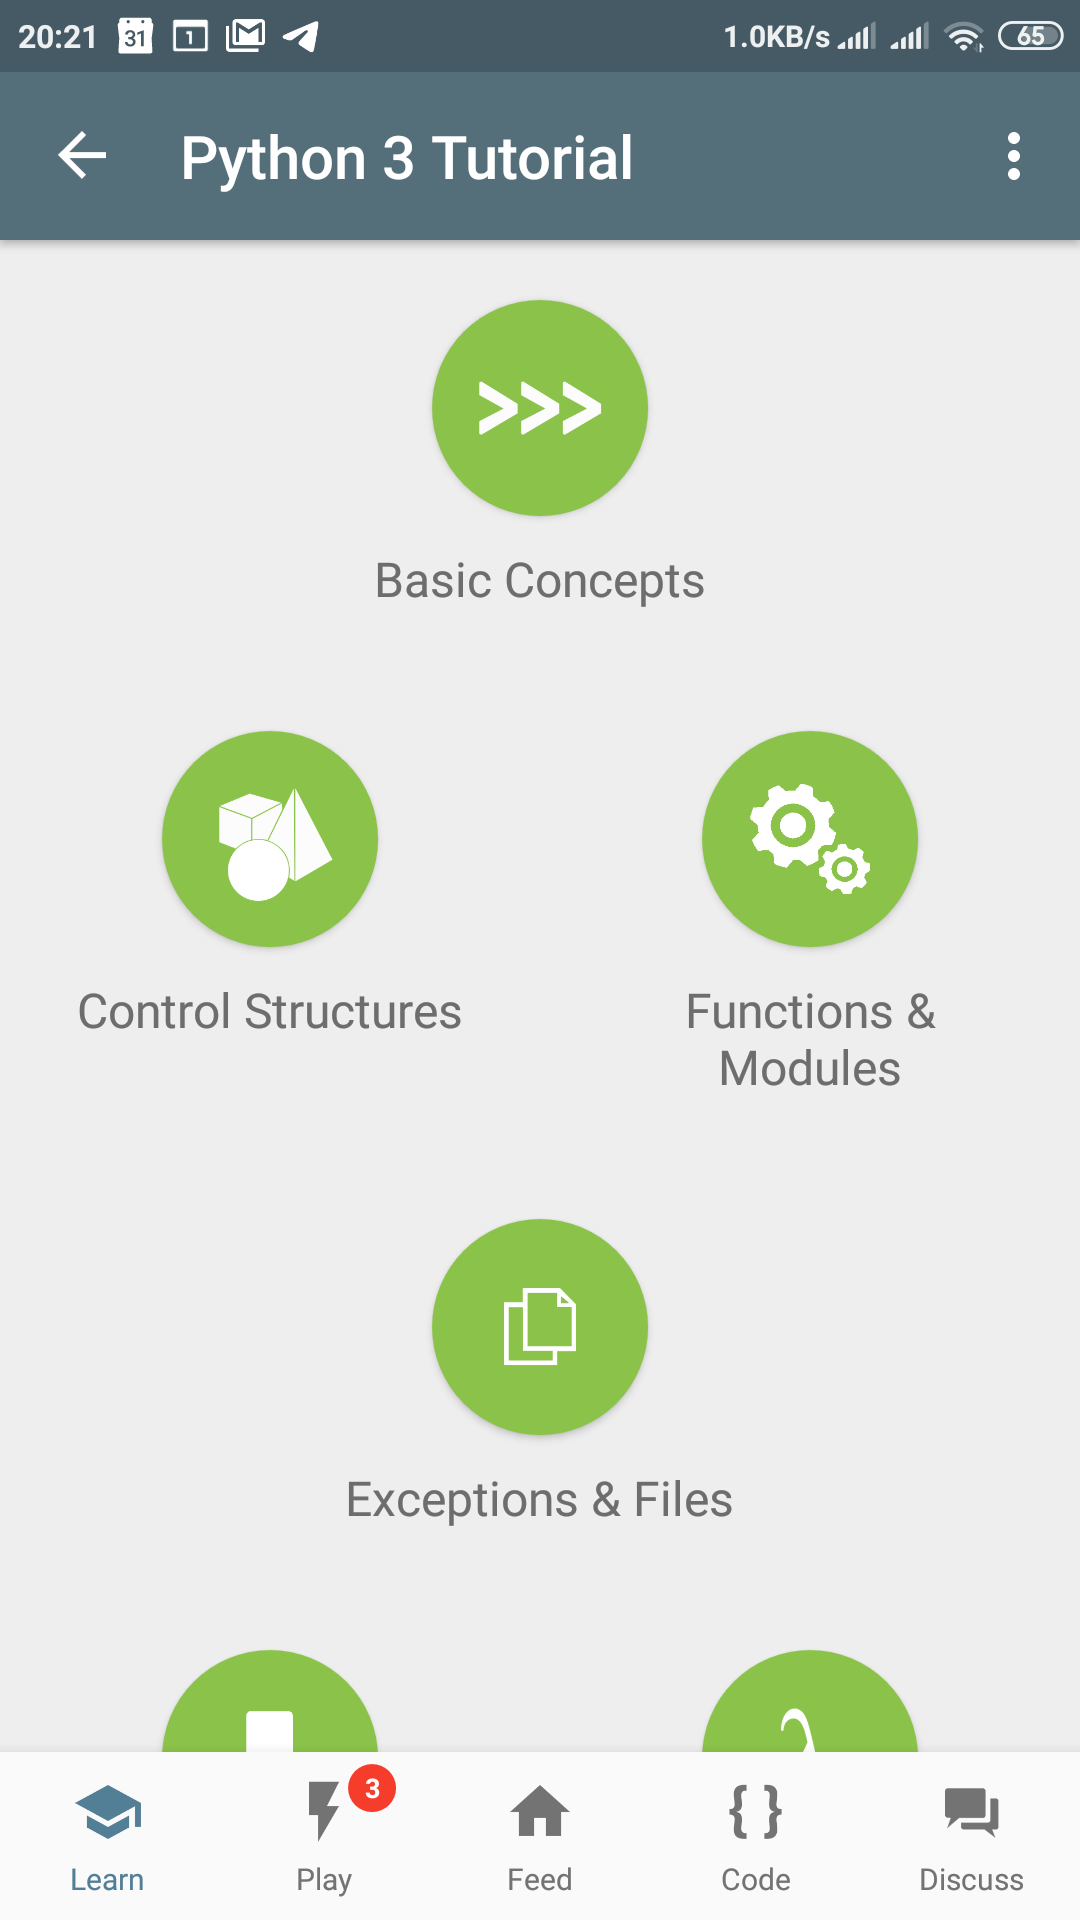 20:21 31 1 1.0KB/s 65
Python 3 Tutorial
>>>
Basic Concepts
Control Structures
Functions &
Modules
Exceptions & Files
3
{ }
Learn Play Feed Code Discuss